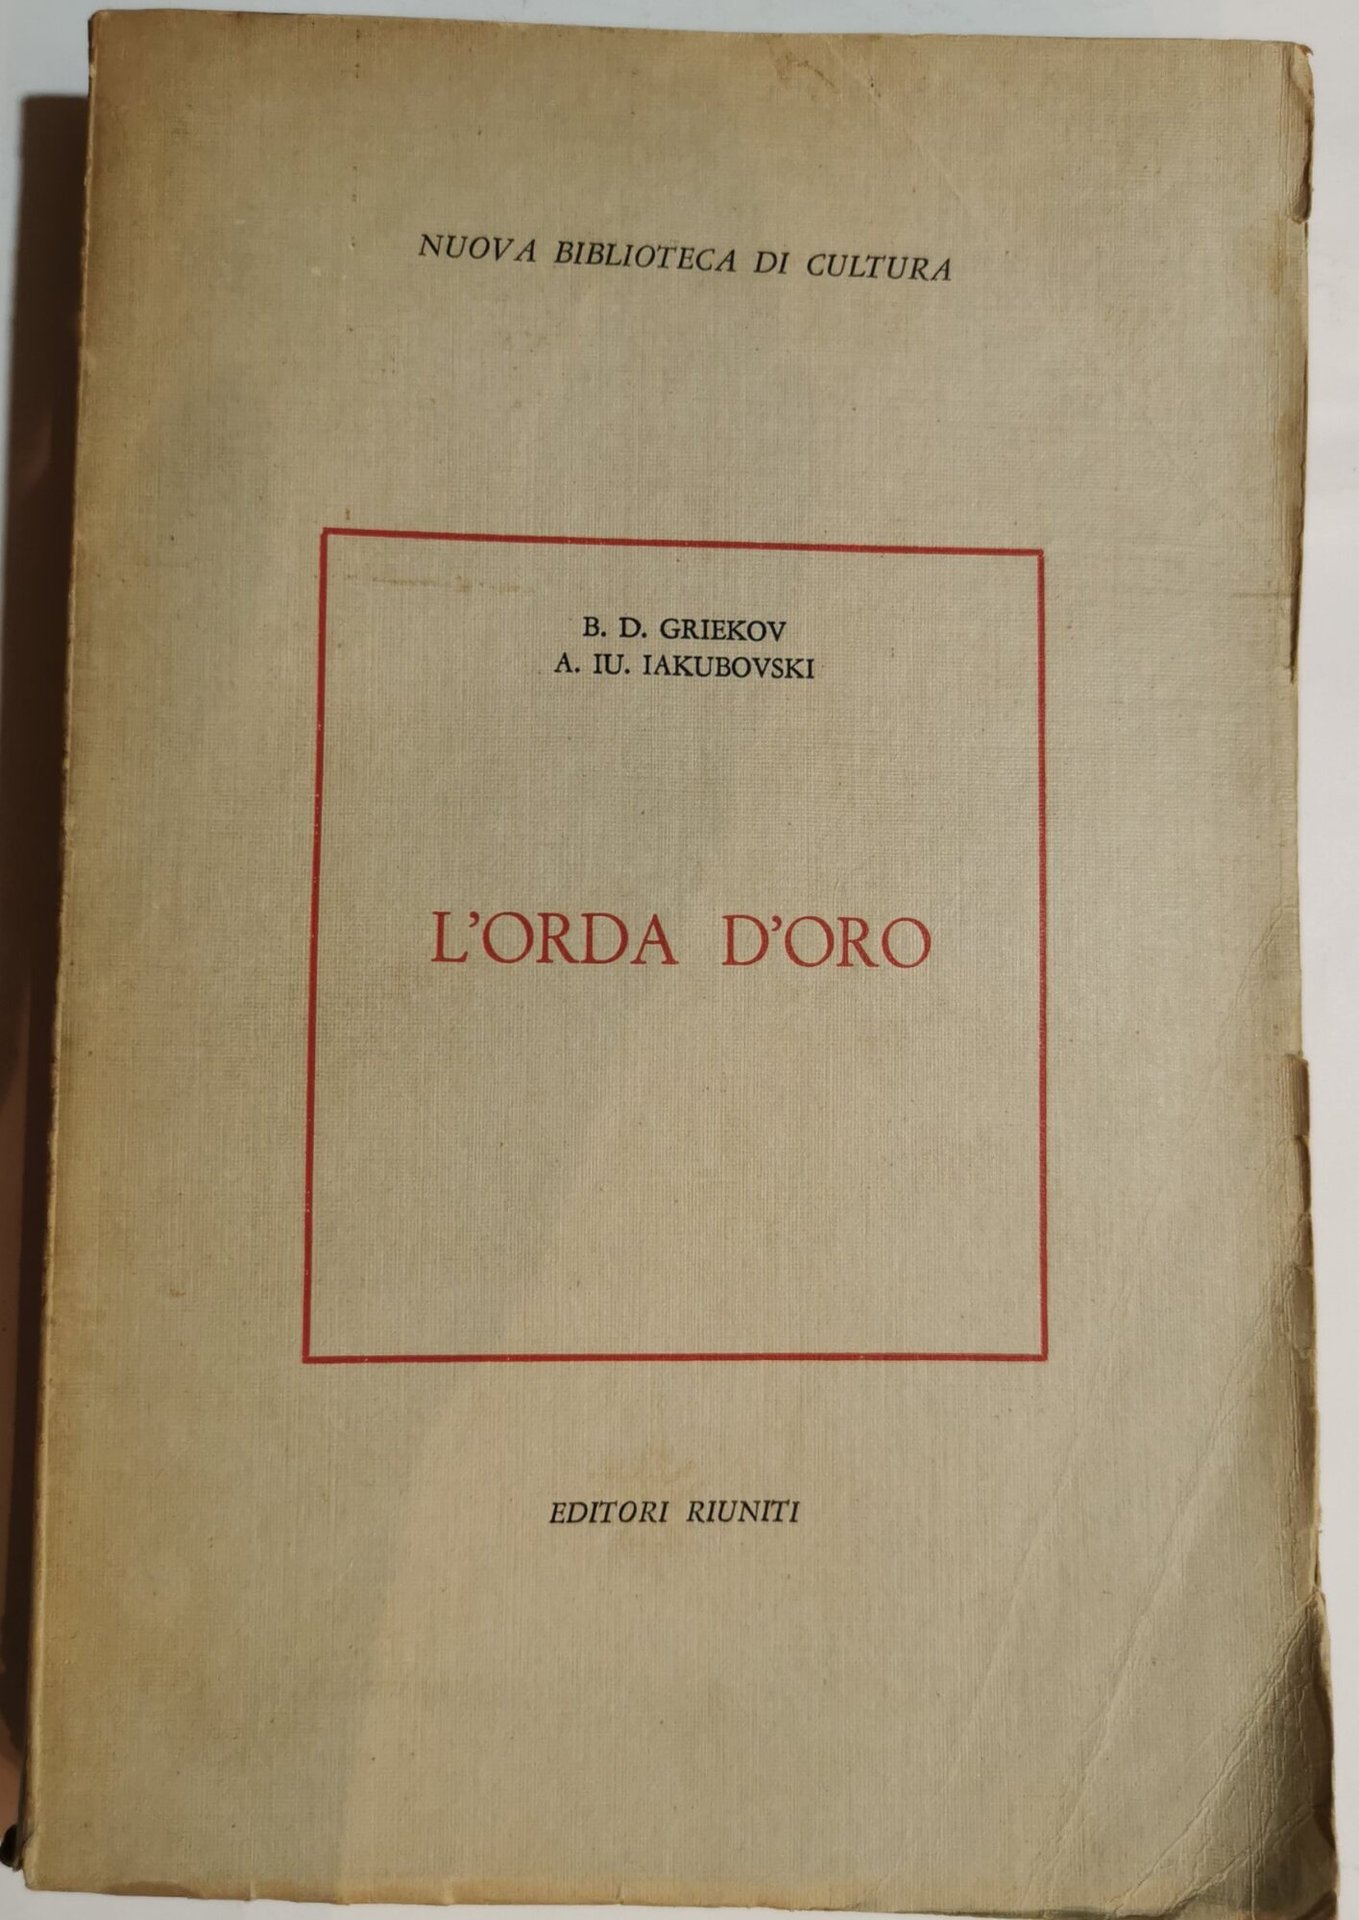 NUOVA BIBLIOTECA DI CULTURA
B. D. GRIEKOV
A. IU. IAKUBOVSKI
L'ORDA D'ORO
EDITORI RIUNITI